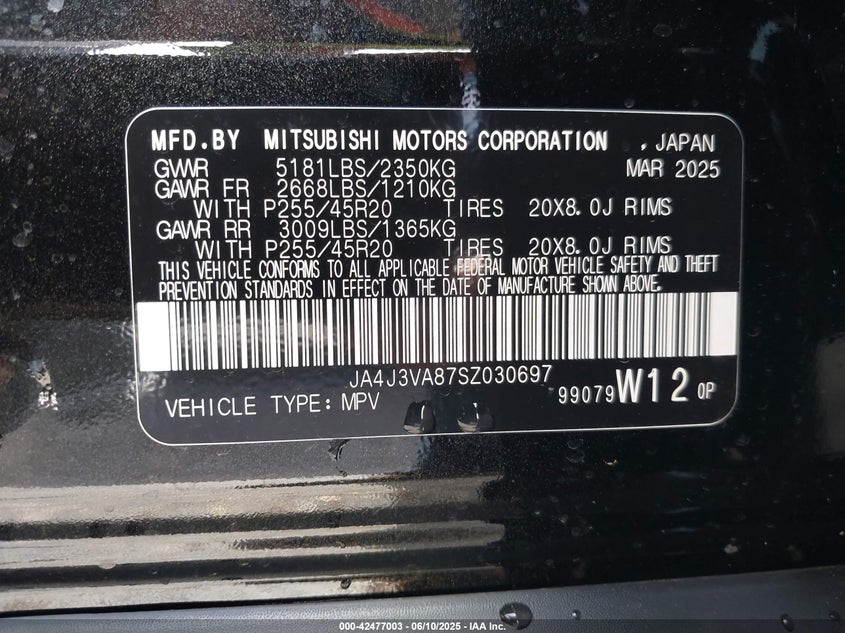 MFD.BY MITSUBISHI MOTORS CORPORATION , JAPAN
GVWR 5181LBS/2350KG MAR 2025
GAWR FR 2668LBS/1210KG
WITH P255/45R20 TIRES 20X8.0J RIMS
GAWR RR 3009LBS/1365KG
WITH P255/45R20 TIRES 20X8.0J RIMS
THIS VEHICLE CONFORMS TO ALL APPLICABLE FEDERAL MOTOR VEHICLE SAFETY AND THEFT
PREVENTION STANDARDS IN EFFECT ON THE DATE OF MANUFACTURE SHOWN ABOVE.
JA4J3VA87SZ030697
VEHICLE TYPE: MPV 99079 W12 0P
000-42477003 - 06/10/2025 - IAA Inc.